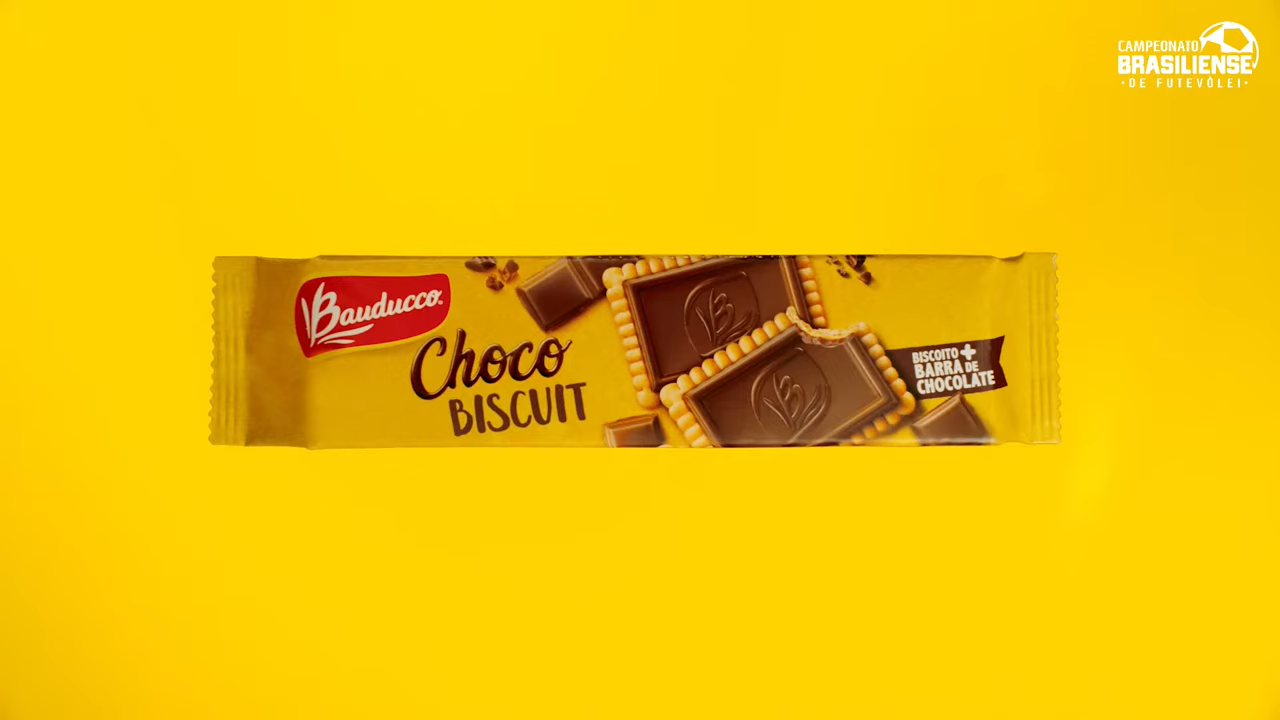 CAMPEONATO
BRASILIENSE
· DE FUTEVÔLEI ·
Bauducco
Choco
BISCUIT
BISCOITO +
BARRA DE
CHOCOLATE